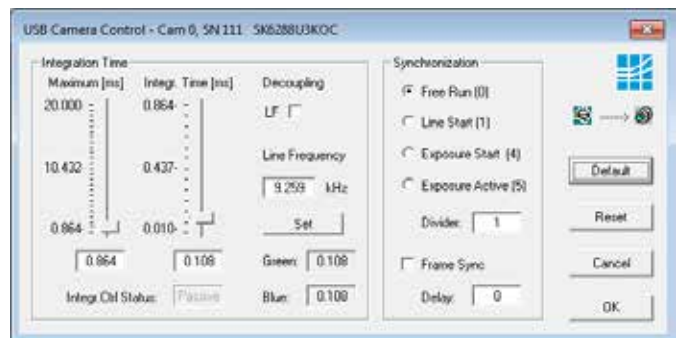 USB Camera Control - Cam 0, SN 111 SK6288U3KOC
Integration Time
Maximum [ms] Integr. Time [ms] Decoupling
20.000 0.864 LF
10.432 0.437
Line Frequency
9.259 kHz
0.864 0.010 Set
0.864 0.108 Green: 0.108
Integr.Ctrl Status: Passive Blue: 0.108
Synchronization
Free Run (0)
Line Start (1)
Exposure Start (4)
Exposure Active (5)
Divider: 1
Frame Sync
Delay: 0
Default
Reset
Cancel
OK